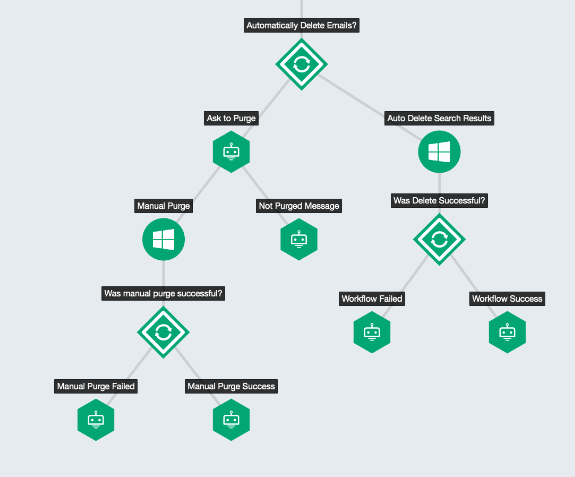 Automatically Delete Emails?
Ask to Purge
Auto Delete Search Results
Manual Purge
Not Purged Message
Was Delete Successful?
Was manual purge successful?
Workflow Failed
Workflow Success
Manual Purge Failed
Manual Purge Success